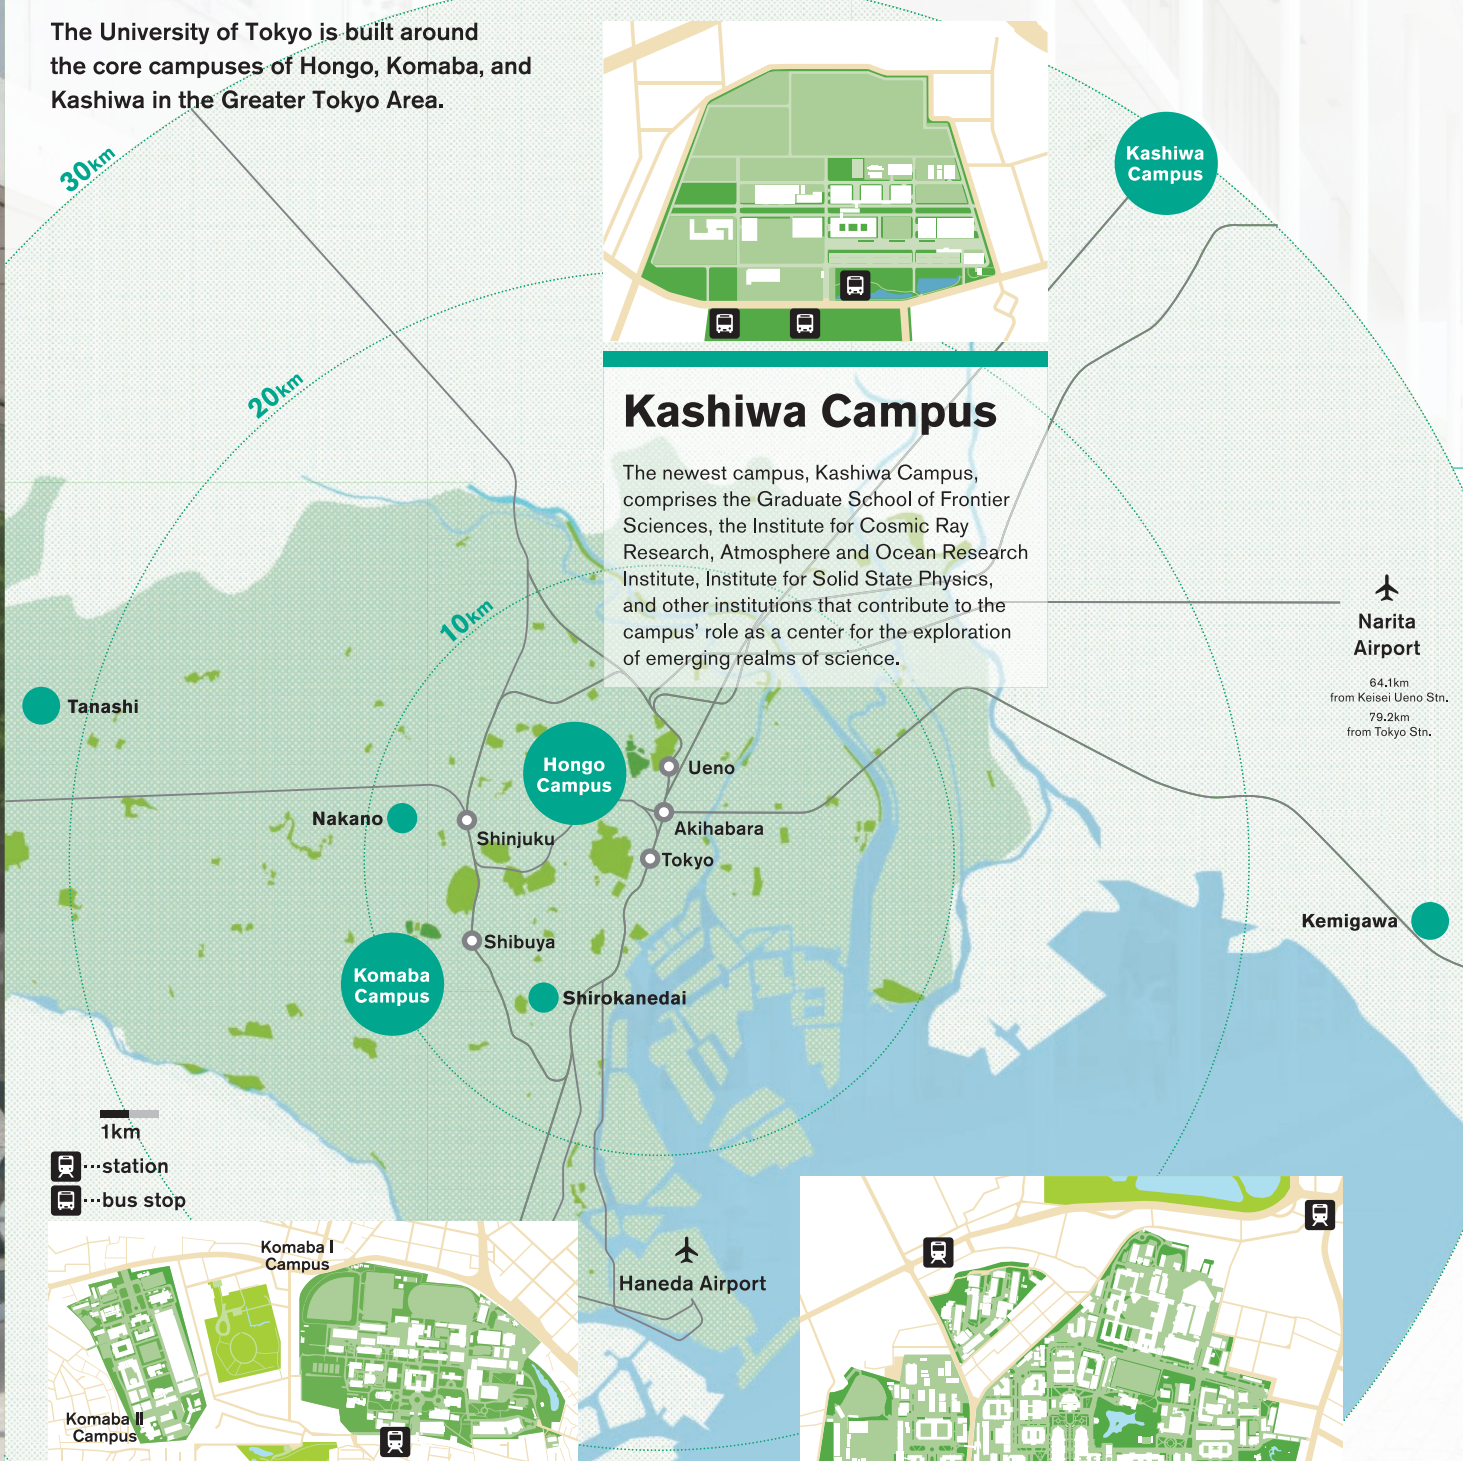 The University of Tokyo is built around
the core campuses of Hongo, Komaba, and
Kashiwa in the Greater Tokyo Area.
30km
20km
10km
Kashiwa
Campus
Kashiwa Campus
The newest campus, Kashiwa Campus,
comprises the Graduate School of Frontier
Sciences, the Institute for Cosmic Ray
Research, Atmosphere and Ocean Research
Institute, Institute for Solid State Physics,
and other institutions that contribute to the
campus' role as a center for the exploration
of emerging realms of science.
Narita
Airport
64.1km
from Keisei Ueno Stn.
79.2km
from Tokyo Stn.
Tanashi
Hongo
Campus
Ueno
Nakano
Shinjuku
Akihabara
Tokyo
Kemigawa
Shibuya
Komaba
Campus
Shirokanedai
1km
···station
···bus stop
Komaba I
Campus
Haneda Airport
Komaba II
Campus